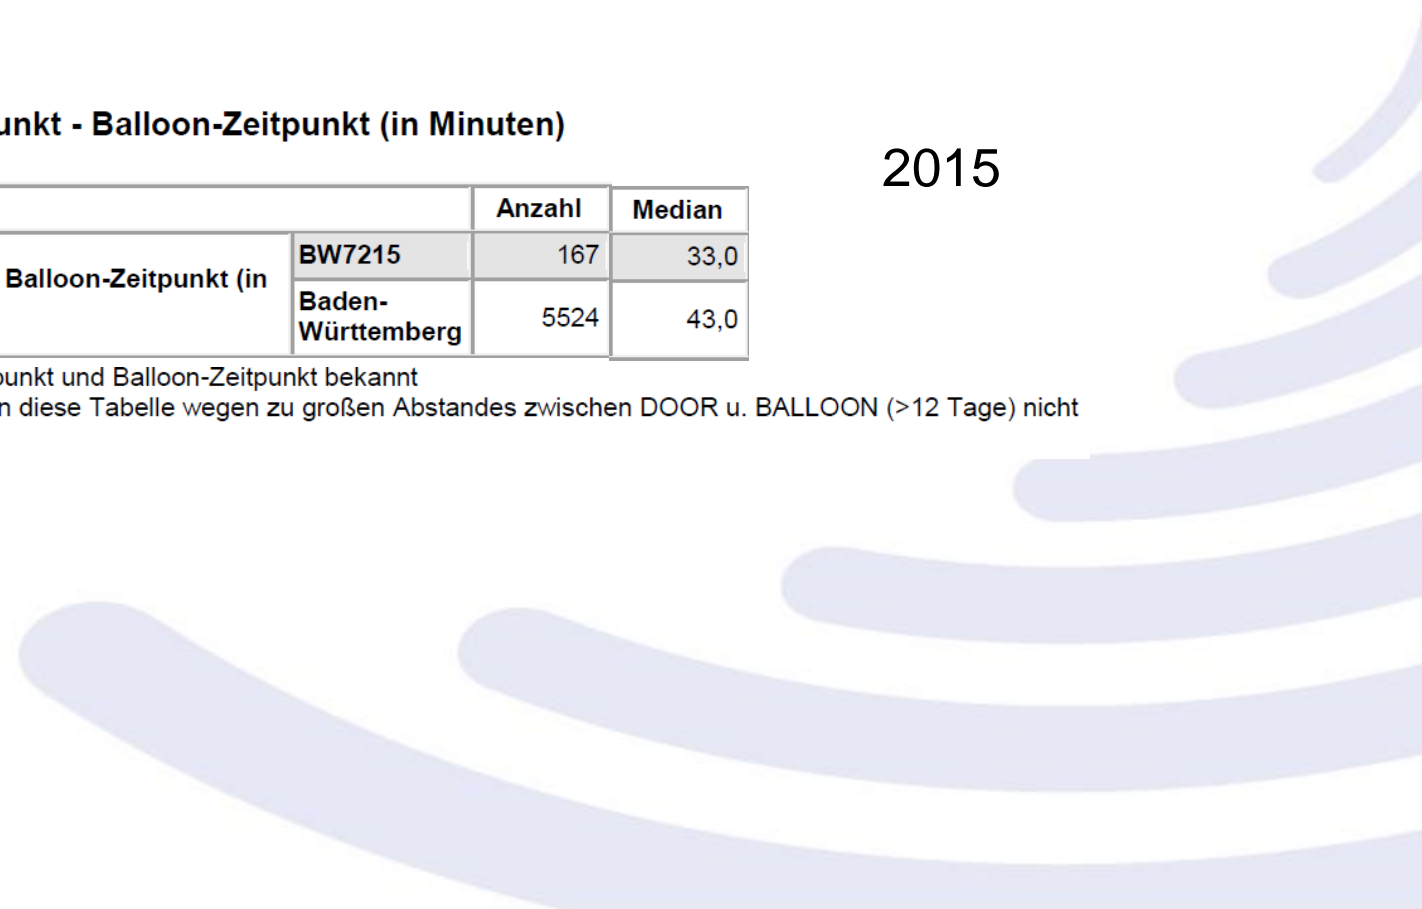 unkt - Balloon-Zeitpunkt (in Minuten)
2015
Anzahl Median
BW7215 167 33,0
Balloon-Zeitpunkt (in
Baden-
Württemberg 5524 43,0
punkt und Balloon-Zeitpunkt bekannt
n diese Tabelle wegen zu großen Abstandes zwischen DOOR u. BALLOON (>12 Tage) nicht